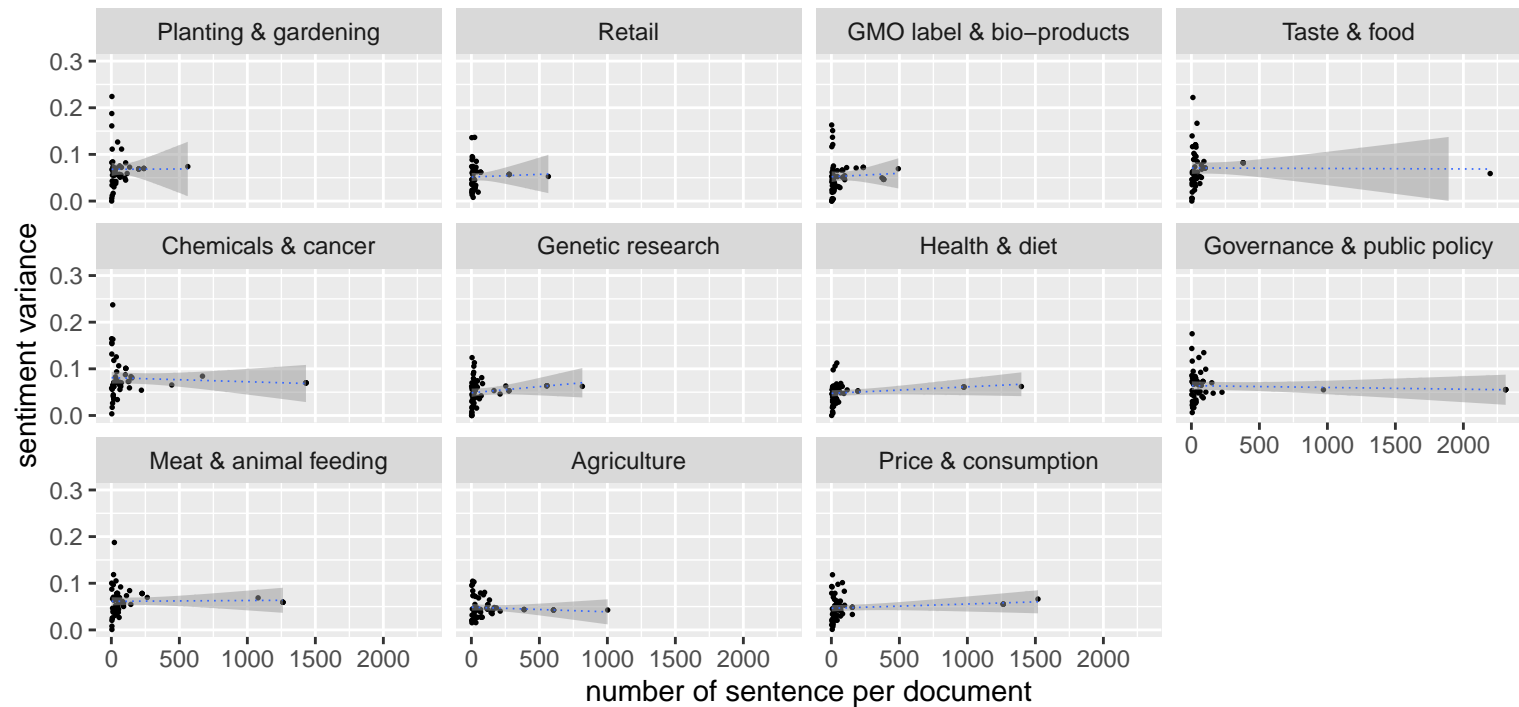 Planting & gardening
Retail
GMO label & bio−products
Taste & food
0.3
0.2
0.1
0.0
Chemicals & cancer
Genetic research
Health & diet
Governance & public policy
0.3
0.2
0.1
0.0
0 500 1000 1500 2000
Meat & animal feeding
Agriculture
Price & consumption
0.3
0.2
0.1
0.0
0 500 1000 1500 2000
0 500 1000 1500 2000
0 500 1000 1500 2000
number of sentence per document
sentiment variance